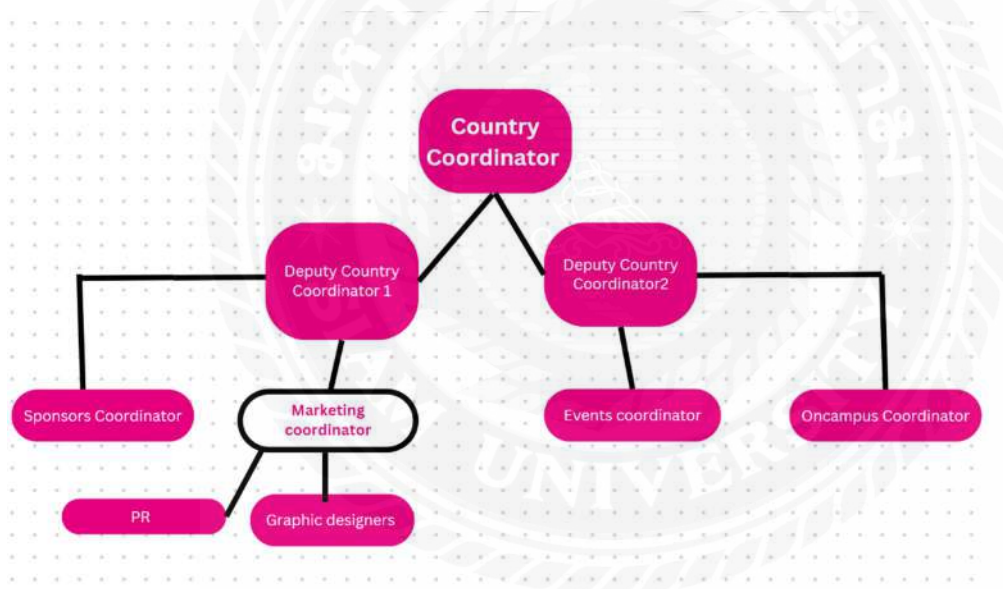 Country
Coordinator
Deputy Country
Coordinator 1
Deputy Country
Coordinator2
Sponsors Coordinator
Marketing
coordinator
Events coordinator
Oncampus Coordinator
PR
Graphic designers
UNIVERSITY